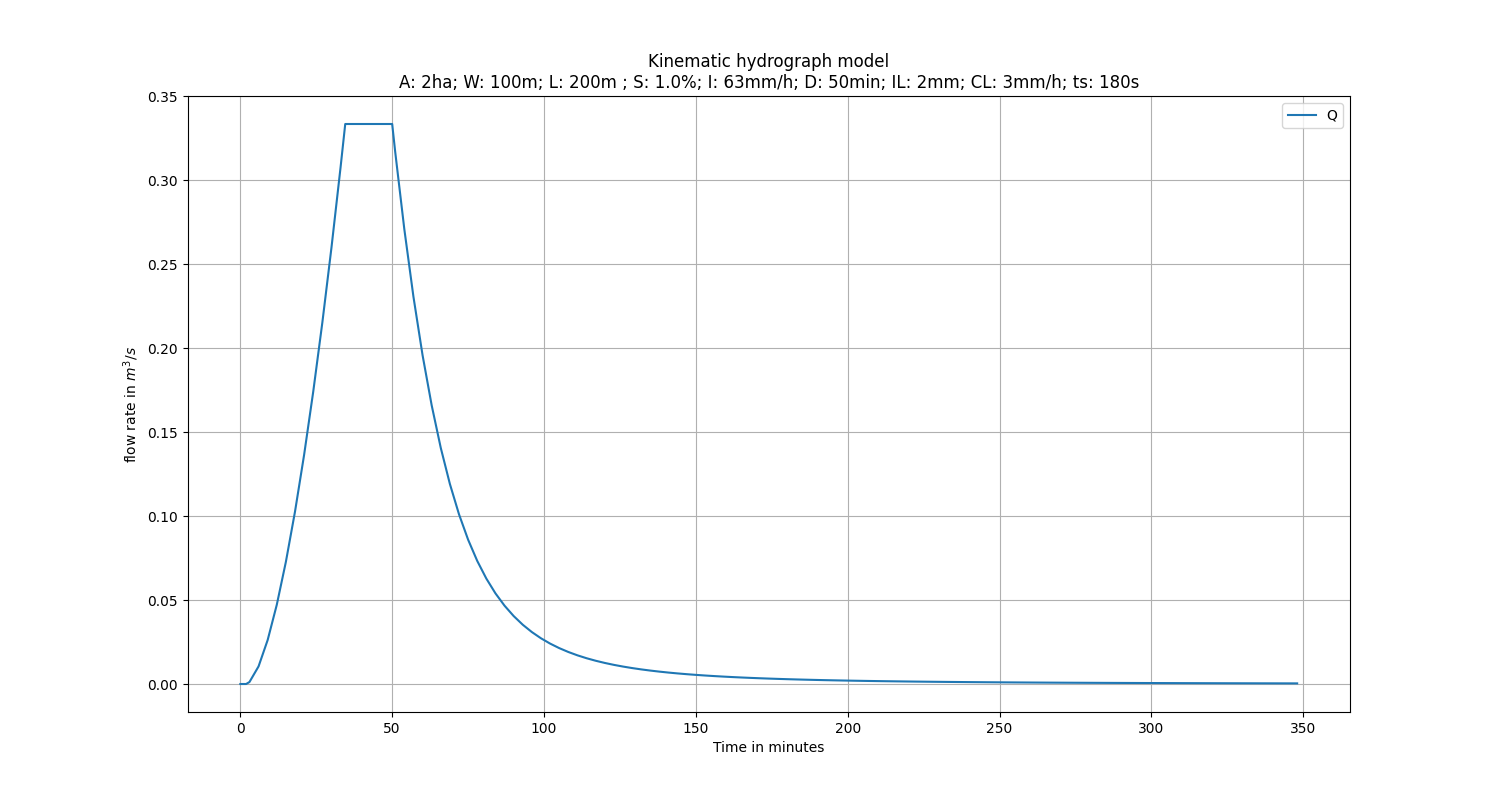 Kinematic hydrograph model
A: 2ha; W: 100m; L: 200m ; S: 1.0%; I: 63mm/h; D: 50min; IL: 2mm; CL: 3mm/h; ts: 180s
Q
0.35
0.30
0.25
0.20
0.15
0.10
0.05
0.00
flow rate in m³/s
0 50 100 150 200 250 300 350
Time in minutes